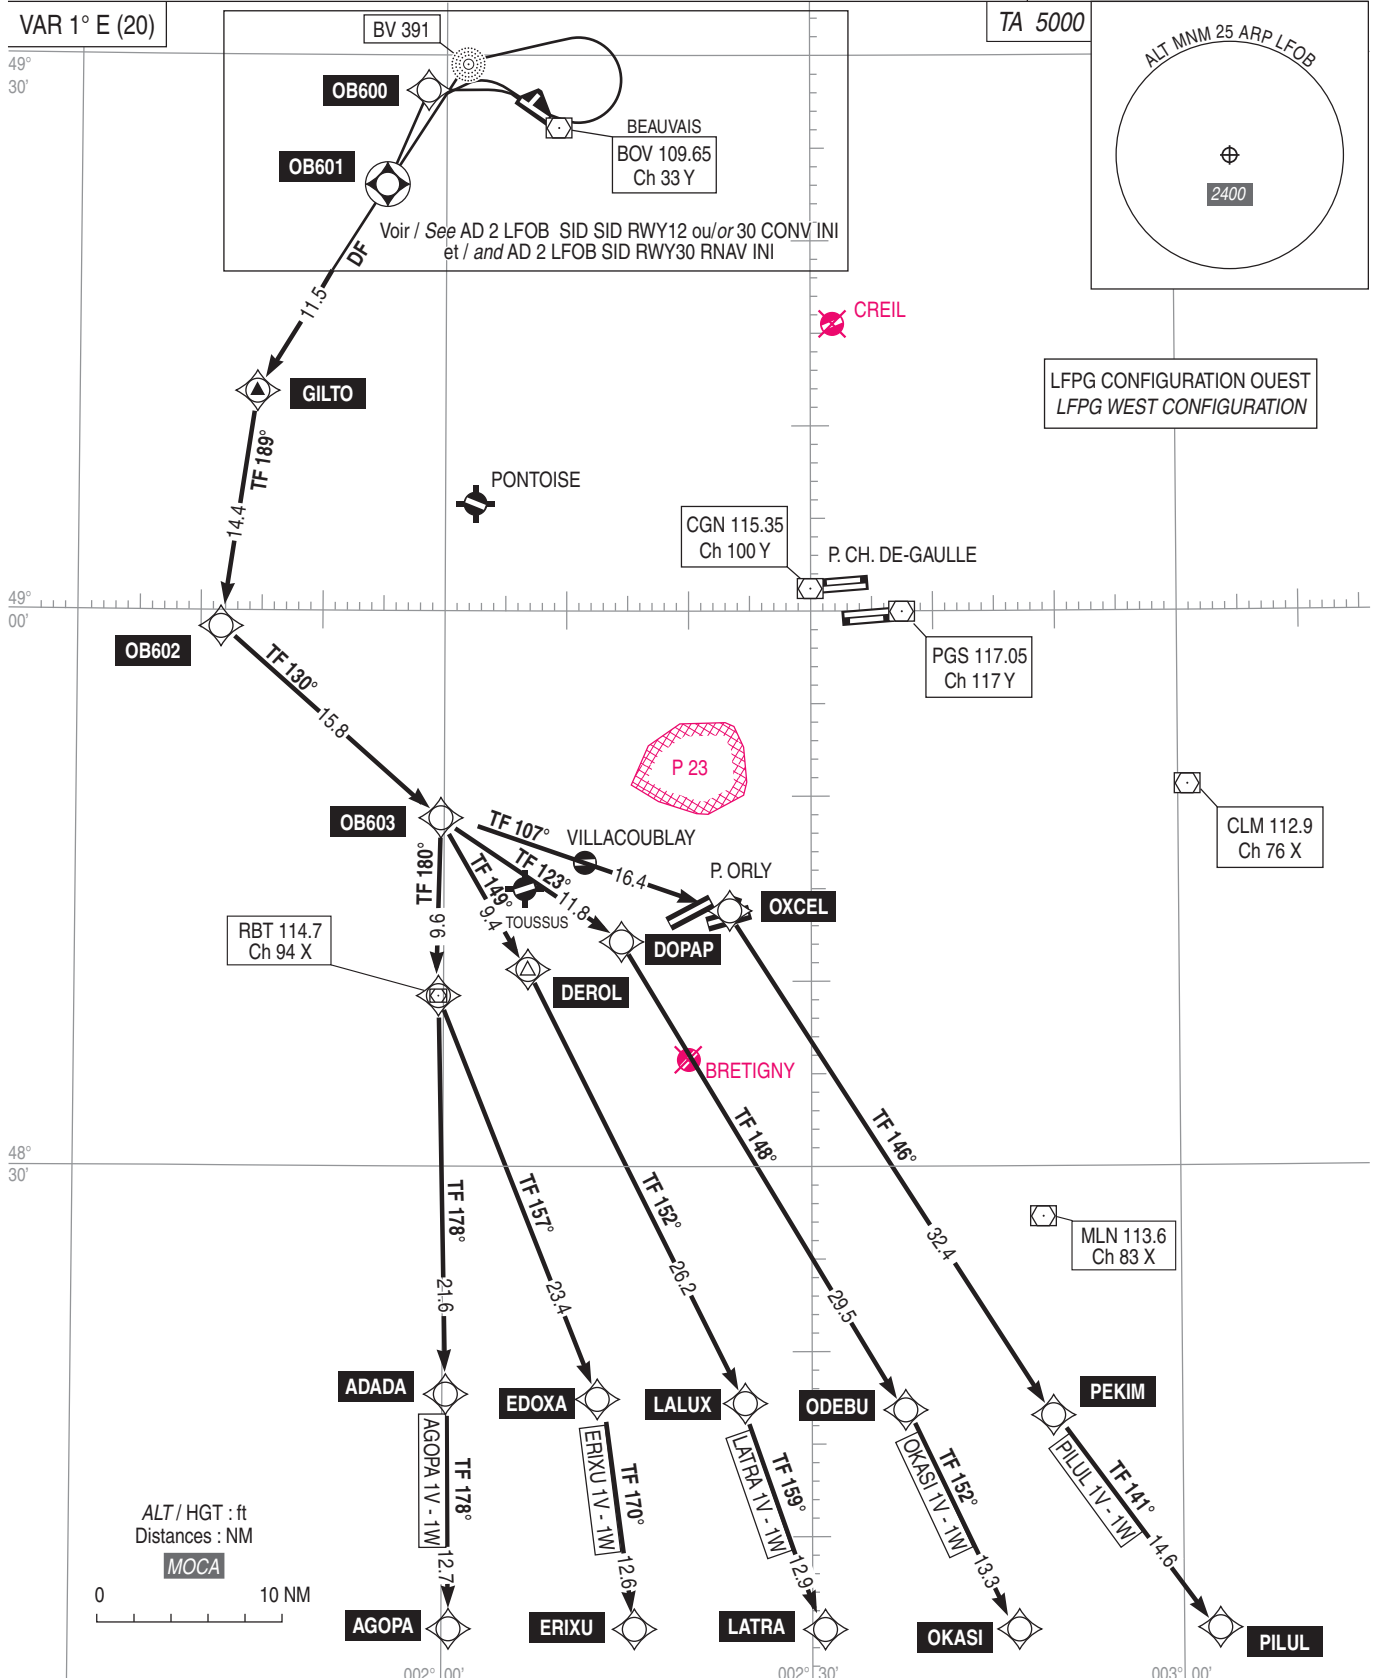 VAR 1° E (20)
BV 391
TA 5000
ALT MNM 25 ARP LFOB
2400
49°
30'
OB600
OB601
BEAUVAIS
BOV 109.65
Ch 33 Y
Voir / See AD 2 LFOB SID SID RWY12 ou/or 30 CONV INI
et / and AD 2 LFOB SID RWY30 RNAV INI
DF
11.5
CREIL
GILTO
LFPG CONFIGURATION OUEST
LFPG WEST CONFIGURATION
TF 189°
14.4
PONTOISE
CGN 115.35
Ch 100 Y
P. CH. DE-GAULLE
49°
00'
OB602
PGS 117.05
Ch 117 Y
TF 130°
15.8
P 23
OB603
TF 107°
16.4
VILLACOUBLAY
CLM 112.9
Ch 76 X
TF 180°
9.6
TF 149°
9.4
TF 123°
11.8
TOUSSUS
P. ORLY
OXCEL
RBT 114.7
Ch 94 X
DOPAP
DEROL
BRETIGNY
48°
30'
TF 178°
21.6
TF 157°
23.4
TF 152°
26.2
TF 148°
29.5
TF 146°
32.4
MLN 113.6
Ch 83 X
ADADA
EDOXA
LALUX
ODEBU
PEKIM
AGOPA 1V - 1W
TF 178°
12.7
ERIXU 1V - 1W
TF 170°
12.6
LATRA 1V - 1W
TF 159°
12.9
OKASI 1V - 1W
TF 152°
13.3
PILUL 1V - 1W
TF 141°
14.6
ALT / HGT : ft
Distances : NM
MOCA
0 10 NM
AGOPA
ERIXU
LATRA
OKASI
PILUL
002° 00'
002° 30'
003° 00'